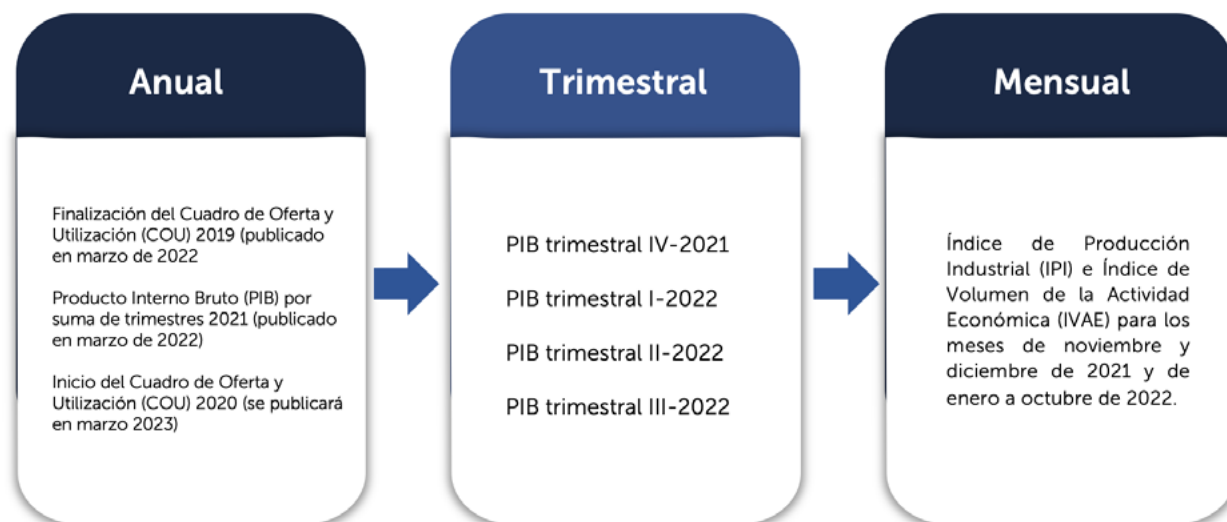 Anual
Finalización del Cuadro de Oferta y
Utilización (COU) 2019 (publicado
en marzo de 2022
Producto Interno Bruto (PIB) por
suma de trimestres 2021 (publicado
en marzo de 2022)
Inicio del Cuadro de Oferta y
Utilización (COU) 2020 (se publicará
en marzo 2023)
Trimestral
PIB trimestral IV-2021
PIB trimestral I-2022
PIB trimestral II-2022
PIB trimestral III-2022
Mensual
Índice de Producción
Industrial (IPI) e Índice de
Volumen de la Actividad
Económica (IVAE) para los
meses de noviembre y
diciembre de 2021 y de
enero a octubre de 2022.